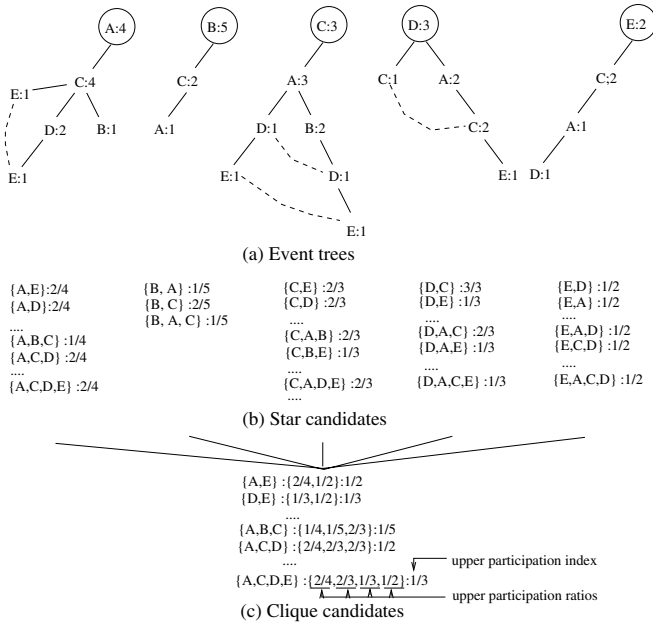 A:4 B:5 C:3 D:3 E:2
E:1 C:4 C:2 A:3 C:1 A:2 C;2
D:2 B:1 A:1 D:1 B:2 C:2 A:1
E:1 E:1 D:1 E:1 D:1
E:1
(a) Event trees
{A,E}:2/4 {B, A} :1/5 {C,E} :2/3 {D,C} :3/3 {E,D} :1/2
{A,D}:2/4 {B, C} :2/5 {C,D} :2/3 {D,E} :1/3 {E,A} :1/2
.... {B, A, C} :1/5 .... .... ....
{A,B,C} :1/4 {C,A,B} :2/3 {D,A,C} :2/3 {E,A,D} :1/2
{A,C,D} :2/4 {C,B,E} :1/3 {D,A,E} :1/3 {E,C,D} :1/2
.... .... .... ....
{A,C,D,E} :2/4 {C,A,D,E} :2/3 {D,A,C,E} :1/3 {E,A,C,D} :1/2
....
(b) Star candidates
{A,E} :{2/4,1/2}:1/2
{D,E} :{1/3,1/2}:1/3
....
{A,B,C} :{1/4,1/5,2/3}:1/5
{A,C,D} :{2/4,2/3,2/3}:1/2
....
upper participation index
{A,C,D,E} :{2/4,2/3,1/3,1/2}:1/3
upper participation ratios
(c) Clique candidates